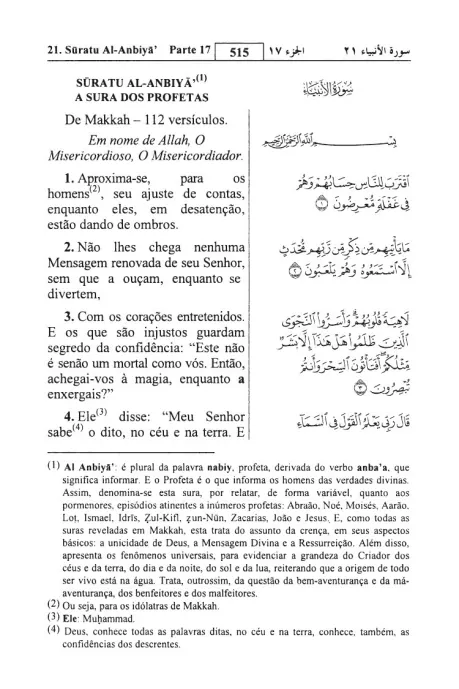 21. Sūratu Al-Anbiyā’ Parte 17 515 الجزء ١٧ سورة الأنبياء ٢١
SŪRATU AL-ANBIYĀ’(1)
A SURA DOS PROFETAS
De Makkah – 112 versículos.
Em nome de Allah, O
Misericordioso, O Misericordiador.
1. Aproxima-se, para os
homens(2), seu ajuste de contas,
enquanto eles, em desatenção,
estão dando de ombros.
2. Não lhes chega nenhuma
Mensagem renovada de seu Senhor,
sem que a ouçam, enquanto se
divertem,
3. Com os corações entretenidos.
E os que são injustos guardam
segredo da confidência: “Este não
é senão um mortal como vós. Então,
achegai-vos à magia, enquanto a
enxergais?”
4. Ele(3) disse: “Meu Senhor
sabe(4) o dito, no céu e na terra. E
سُورَةُ الأَنبِيَاءِ
بِسْمِ ٱللَّهِ ٱلرَّحْمَٰنِ ٱلرَّحِيمِ
ٱقْتَرَبَ لِلنَّاسِ حِسَابُهُمْ وَهُمْ
فِى غَفْلَةٍ مُّعْرِضُونَ ١
مَا يَأْتِيهِم مِّن ذِكْرٍ مِّن رَّبِّهِم مُّحْدَثٍ
إِلَّا ٱسْتَمَعُوهُ وَهُمْ يَلْعَبُونَ ٢
لَاهِيَةً قُلُوبُهُمْ وَأَسَرُّوا۟ ٱلنَّجْوَى
ٱلَّذِينَ ظَلَمُوا۟ هَلْ هَٰذَآ إِلَّا بَشَرٌ
مِّثْلُكُمْ أَفَتَأْتُونَ ٱلسِّحْرَ وَأَنتُمْ
تُبْصِرُونَ ٣
قَالَ رَبِّى يَعْلَمُ ٱلْقَوْلَ فِى ٱلسَّمَآءِ
(1) Al Anbiyā’: é plural da palavra nabiy, profeta, derivada do verbo anba’a, que
significa informar. E o Profeta é o que informa os homens das verdades divinas.
Assim, denomina-se esta sura, por relatar, de forma variável, quanto aos
pormenores, episódios atinentes a inúmeros profetas: Abraão, Noé, Moisés, Aarão,
Lot, Ismael, Idrīs, Ẓul-Kifl, ẓun-Nūn, Zacarias, João e Jesus. E, como todas as
suras reveladas em Makkah, esta trata do assunto da crença, em seus aspectos
básicos: a unicidade de Deus, a Mensagem Divina e a Ressurreição. Além disso,
apresenta os fenômenos universais, para evidenciar a grandeza do Criador dos
céus e da terra, do dia e da noite, do sol e da lua, reiterando que a origem de todo
ser vivo está na água. Trata, outrossim, da questão da bem-aventurança e da má-
aventurança, dos benfeitores e dos malfeitores.
(2) Ou seja, para os idólatras de Makkah.
(3) Ele: Muḥammad.
(4) Deus, conhece todas as palavras ditas, no céu e na terra, conhece, também, as
confidências dos descrentes.